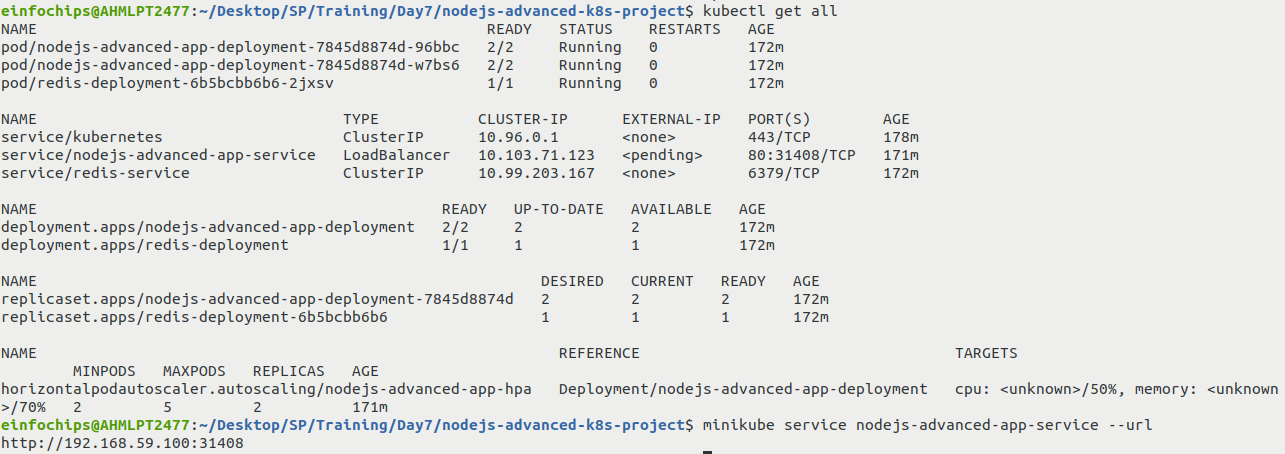 einfochips@AHMLPT2477:~/Desktop/SP/Training/Day7/nodejs-advanced-k8s-project$ kubectl get all
NAME                                                  READY   STATUS    RESTARTS   AGE
pod/nodejs-advanced-app-deployment-7845d8874d-96bbc   2/2     Running   0          172m
pod/nodejs-advanced-app-deployment-7845d8874d-w7bs6   2/2     Running   0          172m
pod/redis-deployment-6b5bcbb6b6-2jxsv                 1/1     Running   0          172m
NAME                                  TYPE           CLUSTER-IP      EXTERNAL-IP   PORT(S)        AGE
service/kubernetes                    ClusterIP      10.96.0.1       <none>        443/TCP        178m
service/nodejs-advanced-app-service   LoadBalancer   10.103.71.123   <pending>     80:31408/TCP   171m
service/redis-service                 ClusterIP      10.99.203.167   <none>        6379/TCP       172m
NAME                                             READY   UP-TO-DATE   AVAILABLE   AGE
deployment.apps/nodejs-advanced-app-deployment   2/2     2            2           172m
deployment.apps/redis-deployment                 1/1     1            1           172m
NAME                                                        DESIRED   CURRENT   READY   AGE
replicaset.apps/nodejs-advanced-app-deployment-7845d8874d   2         2         2       172m
replicaset.apps/redis-deployment-6b5bcbb6b6                 1         1         1       172m
NAME                                                          REFERENCE                                   TARGETS
        MINPODS   MAXPODS   REPLICAS   AGE
horizontalpodautoscaler.autoscaling/nodejs-advanced-app-hpa   Deployment/nodejs-advanced-app-deployment   cpu: <unknown>/50%, memory: <unknown
>/70%   2         5         2          171m
einfochips@AHMLPT2477:~/Desktop/SP/Training/Day7/nodejs-advanced-k8s-project$ minikube service nodejs-advanced-app-service --url
http://192.168.59.100:31408